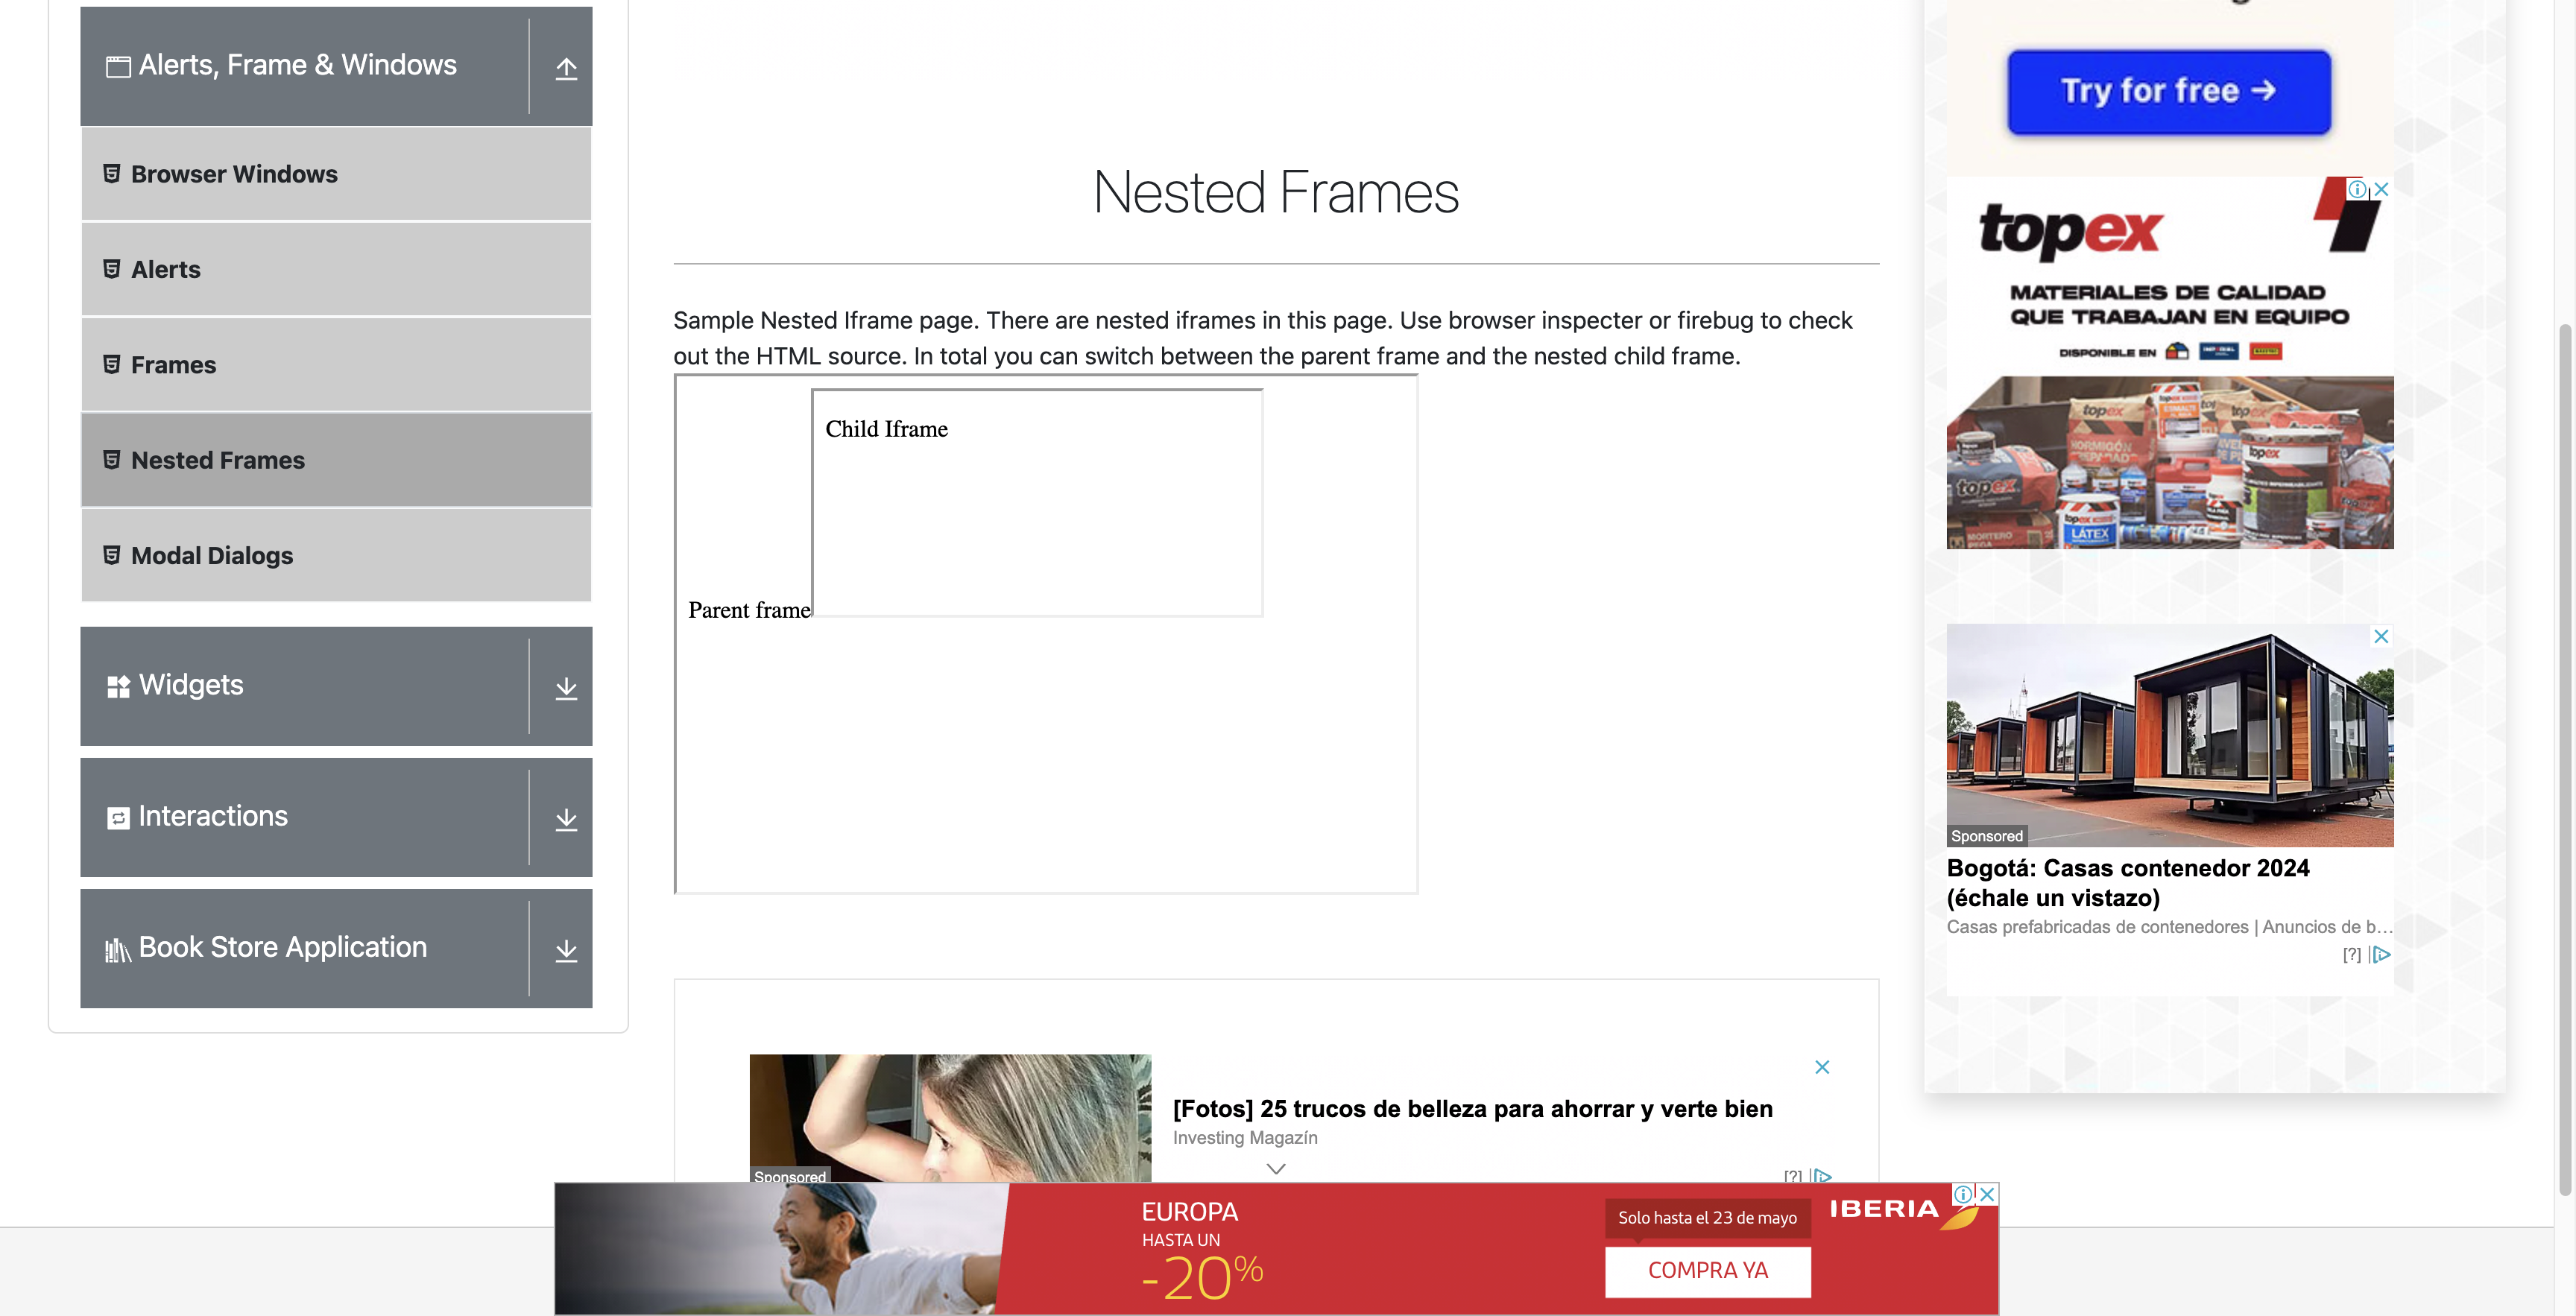 Alerts, Frame & Windows
Browser Windows
Alerts
Frames
Nested Frames
Modal Dialogs
Widgets
Interactions
Book Store Application
Nested Frames
Sample Nested Iframe page. There are nested iframes in this page. Use browser inspecter or firebug to check
out the HTML source. In total you can switch between the parent frame and the nested child frame.
Child Iframe
Parent frame
[Fotos] 25 trucos de belleza para ahorrar y verte bien
Investing Magazín
Sponsored
[?]
EUROPA
HASTA UN
-20%
Solo hasta el 23 de mayo
COMPRA YA
IBERIA
Try for free →
topex
MATERIALES DE CALIDAD
QUE TRABAJAN EN EQUIPO
DISPONIBLE EN
topex
topex
topex
LÁTEX
MORTERO
Sponsored
Bogotá: Casas contenedor 2024
(échale un vistazo)
Casas prefabricadas de contenedores | Anuncios de b...
[?]